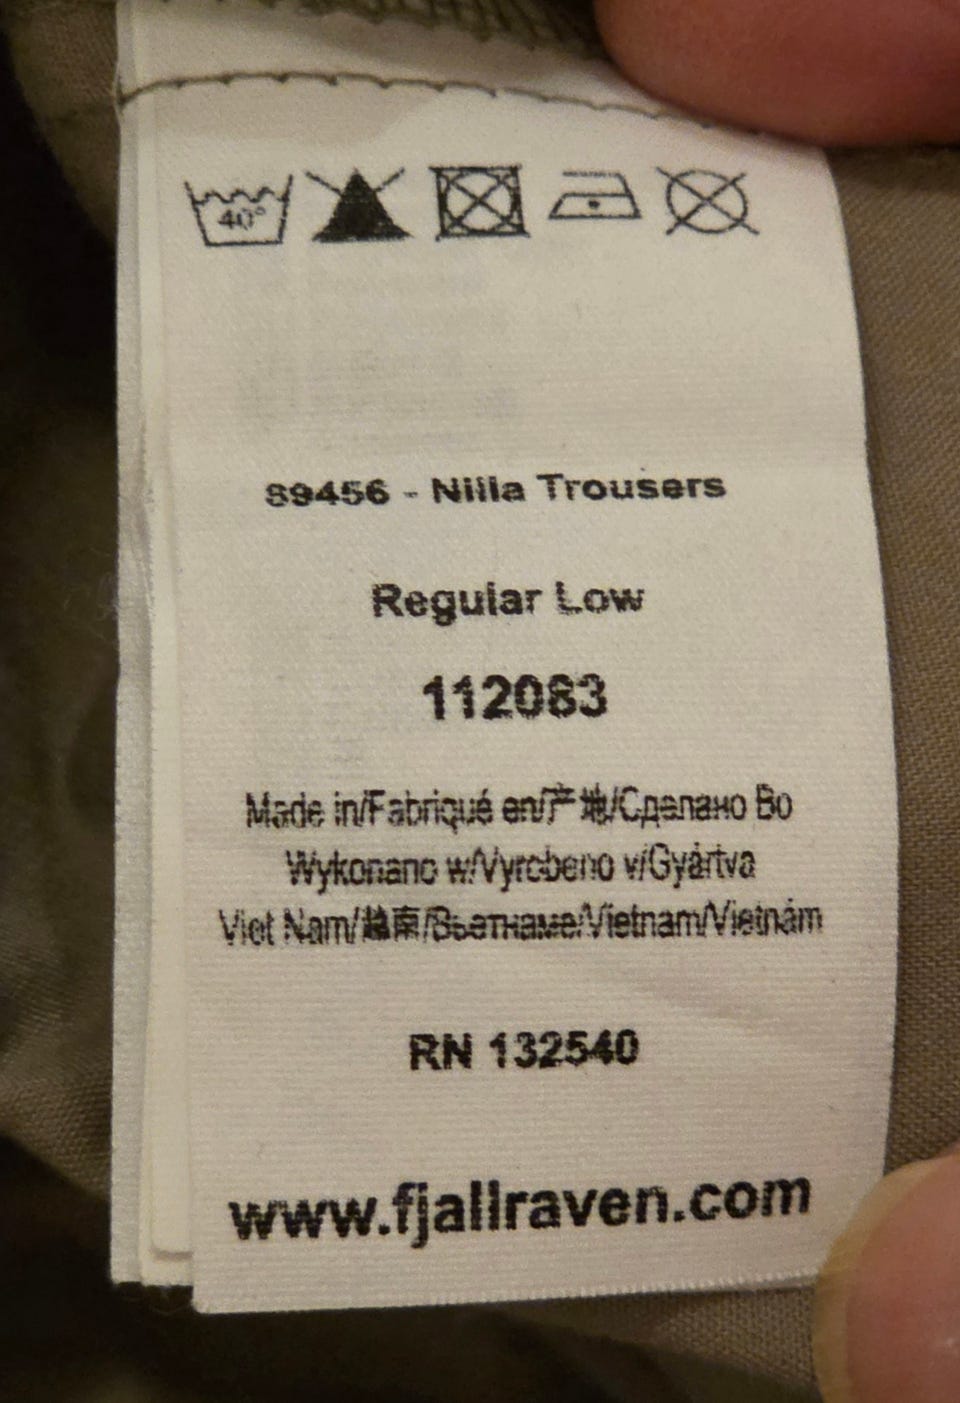 40°
89456 - Nilla Trousers
Regular Low
112083
Made in/Fabriqué en/产地/Сделано Во
Wykonano w/Vyrobeno v/Gyártva
Viet Nam/越南/Вьетнаме/Vietnam/Vietnám
RN 132540
www.fjallraven.com